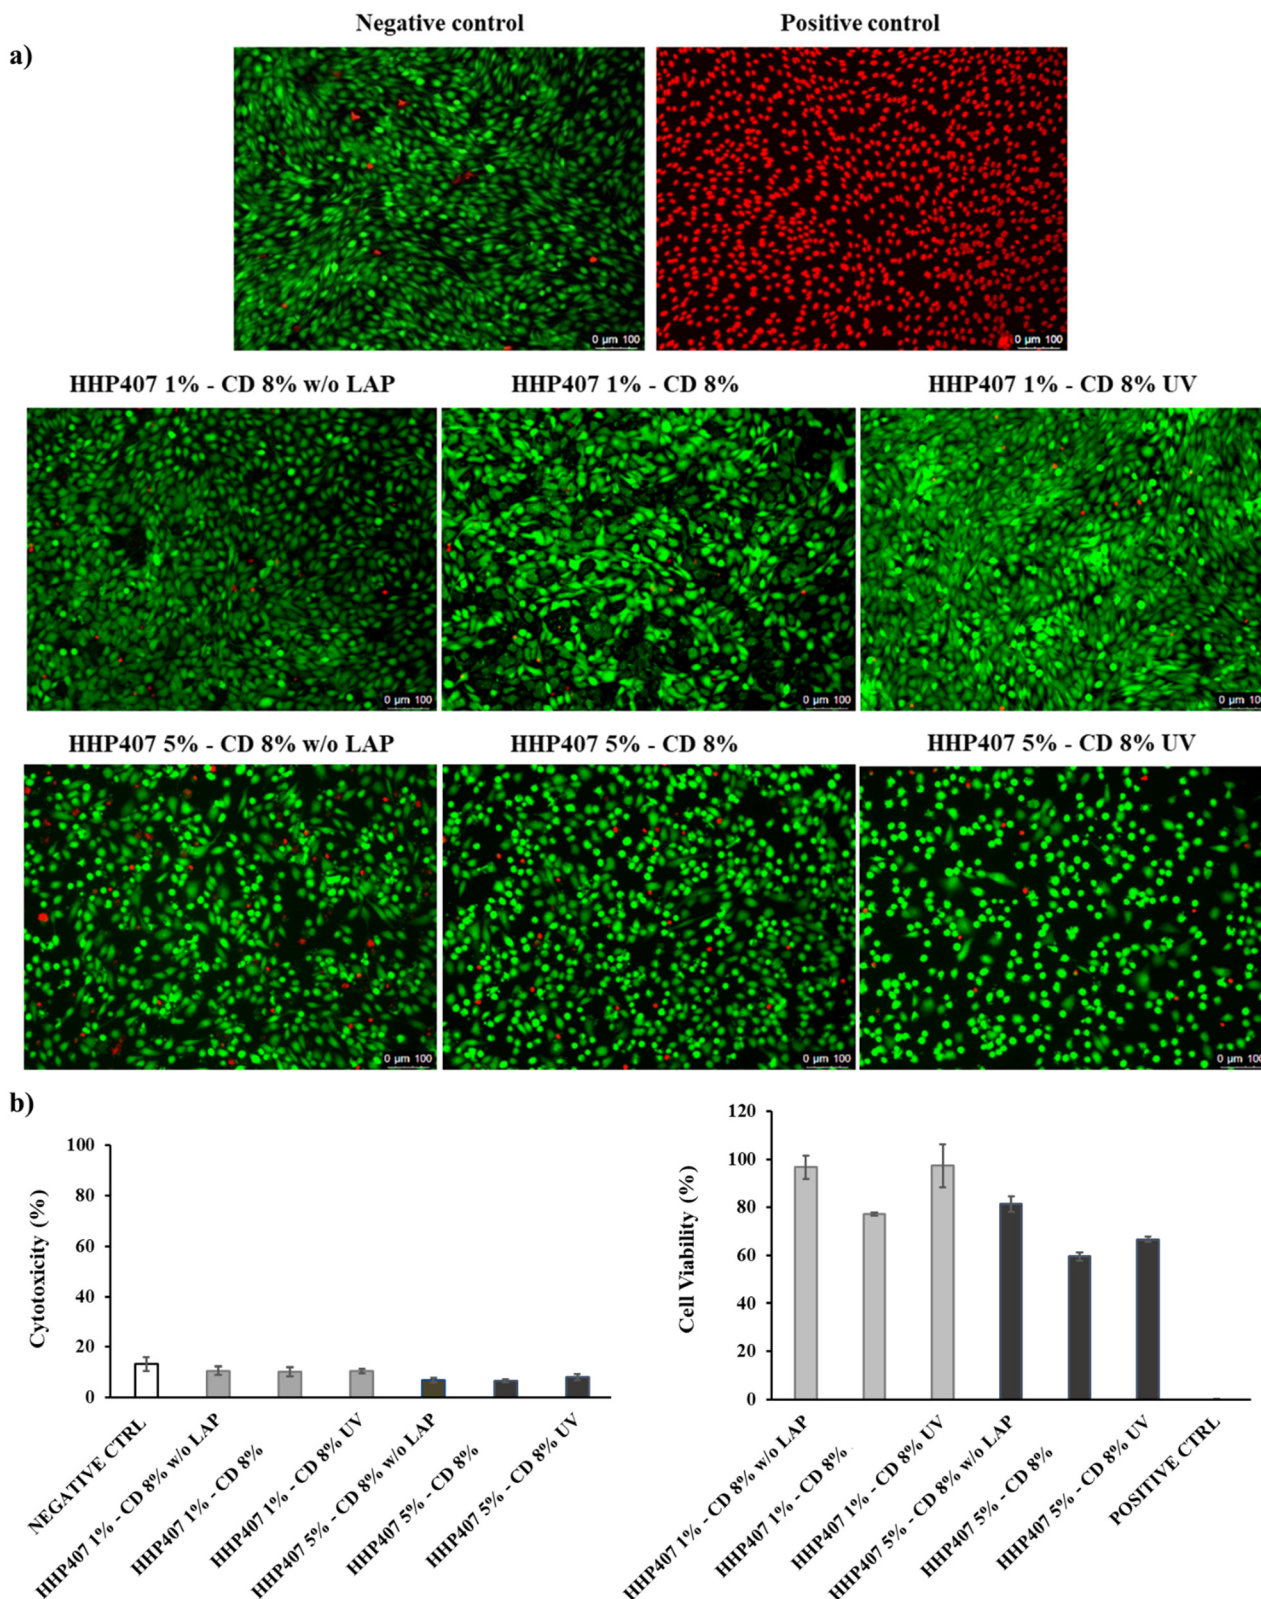 Negative control
Positive control
a)
0 µm 100
0 µm 100
HHP407 1% - CD 8% w/o LAP
HHP407 1% - CD 8%
HHP407 1% - CD 8% UV
0 µm 100
0 µm 100
0 µm 100
HHP407 5% - CD 8% w/o LAP
HHP407 5% - CD 8%
HHP407 5% - CD 8% UV
0 µm 100
0 µm 100
0 µm 100
b)
Cytotoxicity (%)
100
80
60
40
20
0
NEGATIVE CTRL
HHP407 1% - CD 8% w/o LAP
HHP407 1% - CD 8%
HHP407 1% - CD 8% UV
HHP407 5% - CD 8% w/o LAP
HHP407 5% - CD 8%
HHP407 5% - CD 8% UV
Cell Viability (%)
120
100
80
60
40
20
0
HHP407 1% - CD 8% w/o LAP
HHP407 1% - CD 8%
HHP407 1% - CD 8% UV
HHP407 5% - CD 8% w/o LAP
HHP407 5% - CD 8%
HHP407 5% - CD 8% UV
POSITIVE CTRL